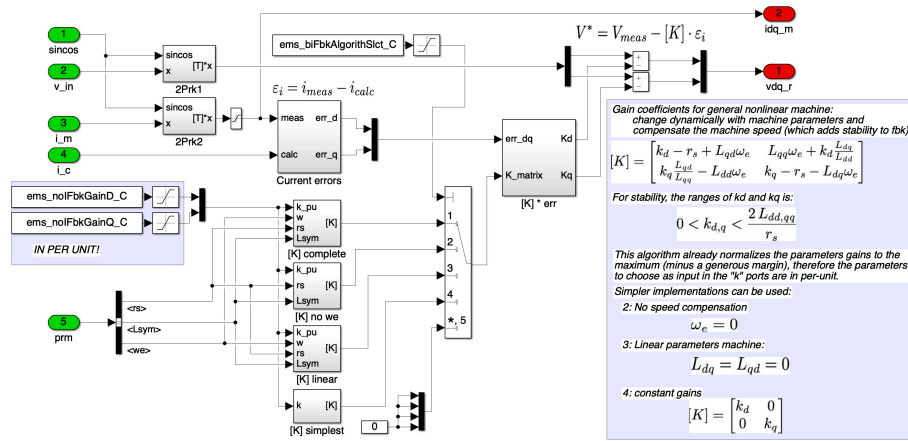 1
sincos
2
v_in
3
i_m
4
i_c
sincos
x
[T]*x
2Prk1
sincos
x
[T]*x
2Prk2
ems_biFbkAlgorithSlct_C
ε_i = i_meas − i_calc
meas
calc
err_d
err_q
Current errors
V* = V_meas − [K] · ε_i
+
−
+
−
2
idq_m
1
vdq_r
err_dq
K_matrix
Kd
Kq
[K] * err
ems_noIFbkGainD_C
ems_noIFbkGainQ_C
IN PER UNIT!
k_pu
w
rs
Lsym
[K]
[K] complete
k_pu
rs
Lsym
[K]
[K] no we
k_pu
w
rs
Lsym
[K]
[K] linear
k
[K]
[K] simplest
1
2
3
4
*, 5
0
5
prm
<rs>
<Lsym>
<we>
Gain coefficients for general nonlinear machine:
change dynamically with machine parameters and
compensate the machine speed (which adds stability to fbk)
[K] = [ k_d − r_s + L_qd ω_e   L_qq ω_e + k_d L_dq/L_dd
k_q L_qd/L_qq − L_dd ω_e   k_q − r_s − L_dq ω_e ]
For stability, the ranges of kd and kq is:
0 < k_d,q < 2 L_dd,qq / r_s
This algorithm already normalizes the parameters gains to the
maximum (minus a generous margin), therefore the parameters
to choose as input in the "k" ports are in per-unit.
Simpler implementations can be used:
2: No speed compensation
ω_e = 0
3: Linear parameters machine:
L_dq = L_qd = 0
4: constant gains
[K] = [ k_d 0
0 k_q ]